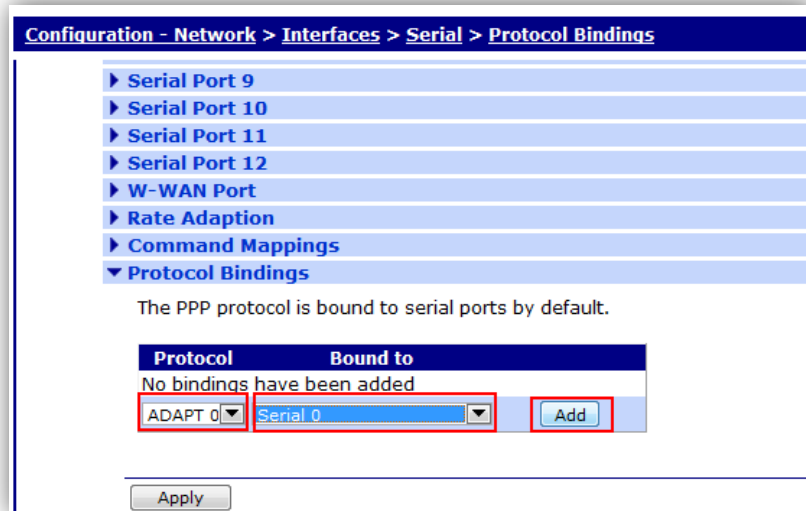 Configuration - Network > Interfaces > Serial > Protocol Bindings
Serial Port 9
Serial Port 10
Serial Port 11
Serial Port 12
W-WAN Port
Rate Adaption
Command Mappings
Protocol Bindings
The PPP protocol is bound to serial ports by default.
Protocol Bound to
No bindings have been added
ADAPT 0 Serial 0 Add
Apply